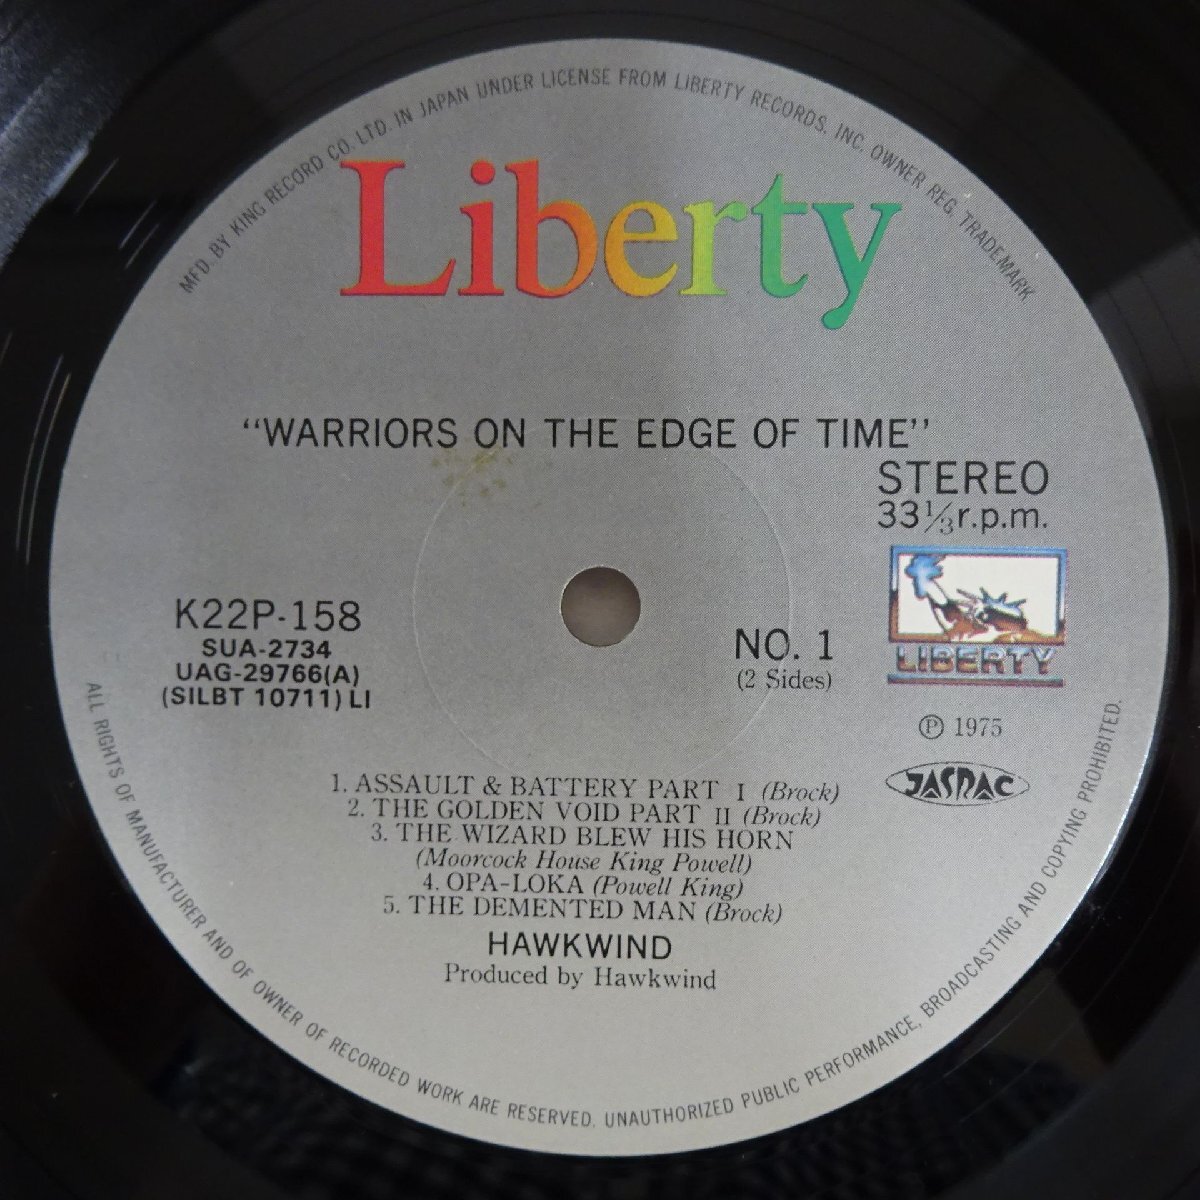 MFD. BY KING RECORD CO. LTD. IN JAPAN UNDER LICENSE FROM LIBERTY RECORDS, INC. OWNER REG. TRADEMARK
Liberty
“WARRIORS ON THE EDGE OF TIME”
STEREO
33⅓r.p.m.
K22P-158
SUA-2734
UAG-29766(A)
(SILBT 10711) LI
NO. 1
(2 Sides)
LIBERTY
Ⓟ 1975
JASRAC
1. ASSAULT & BATTERY PART I (Brock)
2. THE GOLDEN VOID PART II (Brock)
3. THE WIZARD BLEW HIS HORN
(Moorcock House King Powell)
4. OPA-LOKA (Powell King)
5. THE DEMENTED MAN (Brock)
HAWKWIND
Produced by Hawkwind
ALL RIGHTS OF MANUFACTURER AND OF OWNER OF RECORDED WORK ARE RESERVED. UNAUTHORIZED PUBLIC PERFORMANCE, BROADCASTING AND COPYING PROHIBITED.